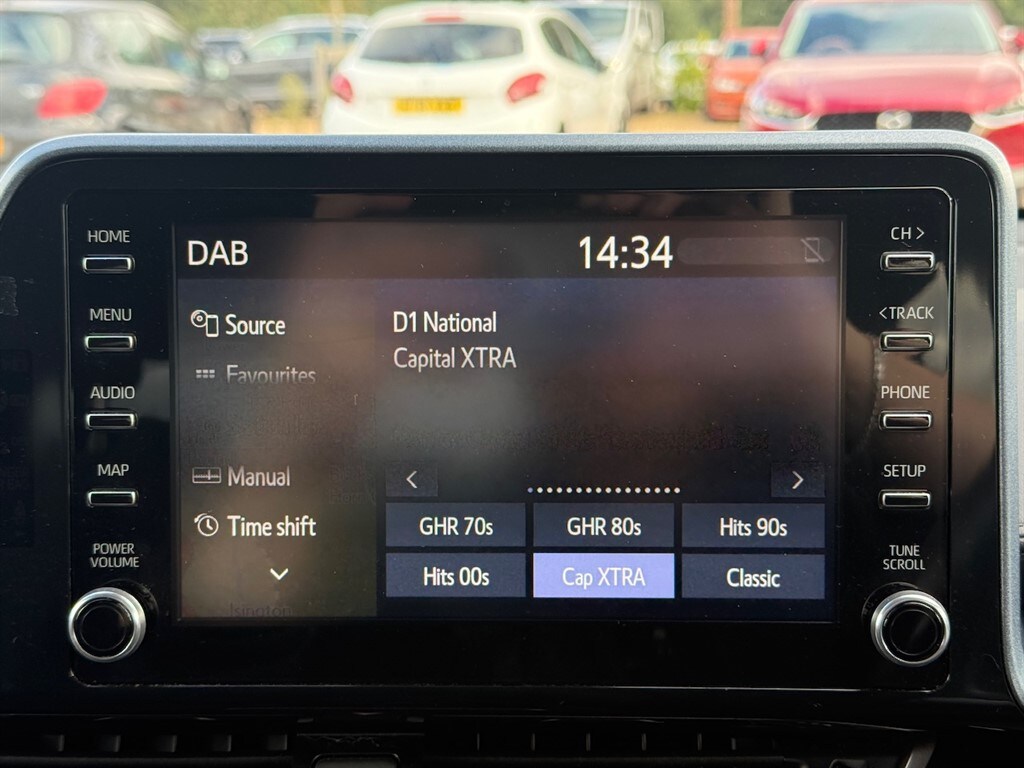 HOME
MENU
AUDIO
MAP
POWER
VOLUME
DAB
14:34
Source
Favourites
Manual
Time shift
D1 National
Capital XTRA
<
>
GHR 70s
GHR 80s
Hits 90s
Hits 00s
Cap XTRA
Classic
CH >
<TRACK
PHONE
SETUP
TUNE
SCROLL